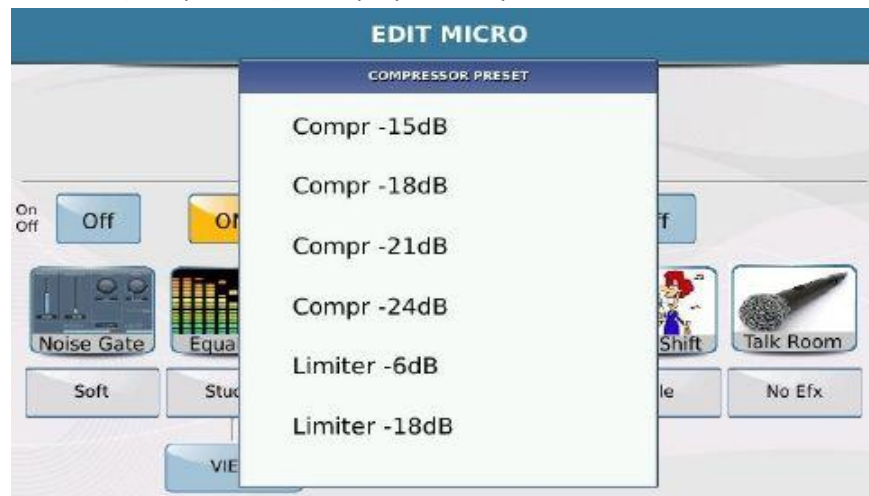 EDIT MICRO
COMPRESSOR PRESET
Compr -15dB
Compr -18dB
Compr -21dB
Compr -24dB
Limiter -6dB
Limiter -18dB
On
Off
Off
Noise Gate
Shift
Talk Room
Soft
No Efx